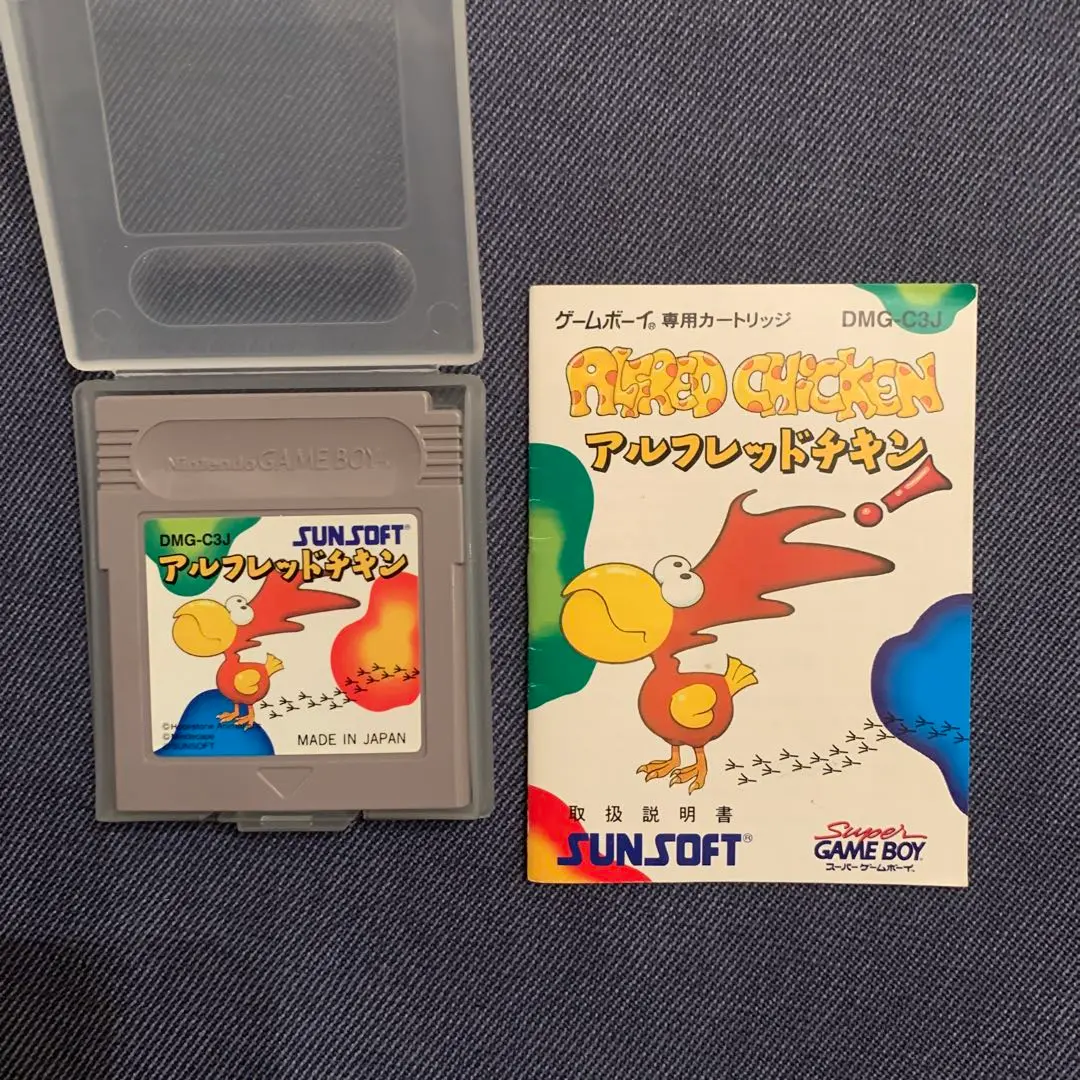 Nintendo GAME BOY
DMG-C3J
SUNSOFT®
アルフレッドチキン
©Hookstone
©Mindscape
©SUNSOFT
MADE IN JAPAN
ゲームボーイ® 専用カートリッジ
DMG-C3J
ALFRED CHICKEN
アルフレッドチキン!
取扱説明書
SUNSOFT®
Super
GAME BOY
スーパーゲームボーイ